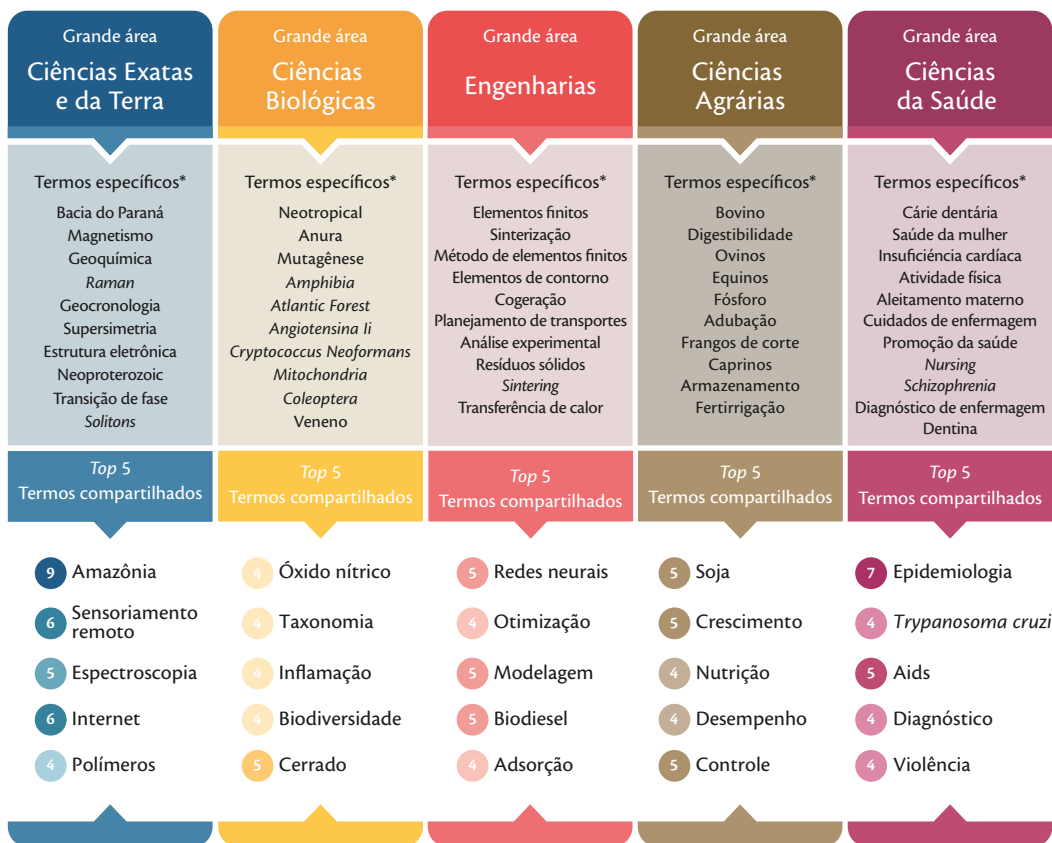 Grande área
Ciências Exatas
e da Terra
Termos específicos*
Bacia do Paraná
Magnetismo
Geoquímica
Raman
Geocronologia
Supersimetria
Estrutura eletrônica
Neoproterozoic
Transição de fase
Solitons
Top 5
Termos compartilhados
9 Amazônia
6 Sensoriamento
remoto
5 Espectroscopia
6 Internet
4 Polímeros
Grande área
Ciências
Biológicas
Termos específicos*
Neotropical
Anura
Mutagênese
Amphibia
Atlantic Forest
Angiotensina Ii
Cryptococcus Neoformans
Mitochondria
Coleoptera
Veneno
Top 5
Termos compartilhados
4 Óxido nítrico
4 Taxonomia
4 Inflamação
4 Biodiversidade
5 Cerrado
Grande área
Engenharias
Termos específicos*
Elementos finitos
Sinterização
Método de elementos finitos
Elementos de contorno
Cogeração
Planejamento de transportes
Análise experimental
Resíduos sólidos
Sintering
Transferência de calor
Top 5
Termos compartilhados
5 Redes neurais
4 Otimização
5 Modelagem
5 Biodiesel
4 Adsorção
Grande área
Ciências
Agrárias
Termos específicos*
Bovino
Digestibilidade
Ovinos
Equinos
Fósforo
Adubação
Frangos de corte
Caprinos
Armazenamento
Fertirrigação
Top 5
Termos compartilhados
5 Soja
5 Crescimento
4 Nutrição
4 Desempenho
5 Controle
Grande área
Ciências
da Saúde
Termos específicos*
Cárie dentária
Saúde da mulher
Insuficiéncia cardíaca
Atividade física
Aleitamento materno
Cuidados de enfermagem
Promoção da saúde
Nursing
Schizophrenia
Diagnóstico de enfermagem
Dentina
Top 5
Termos compartilhados
7 Epidemiologia
4 Trypanosoma cruzi
5 Aids
4 Diagnóstico
4 Violência